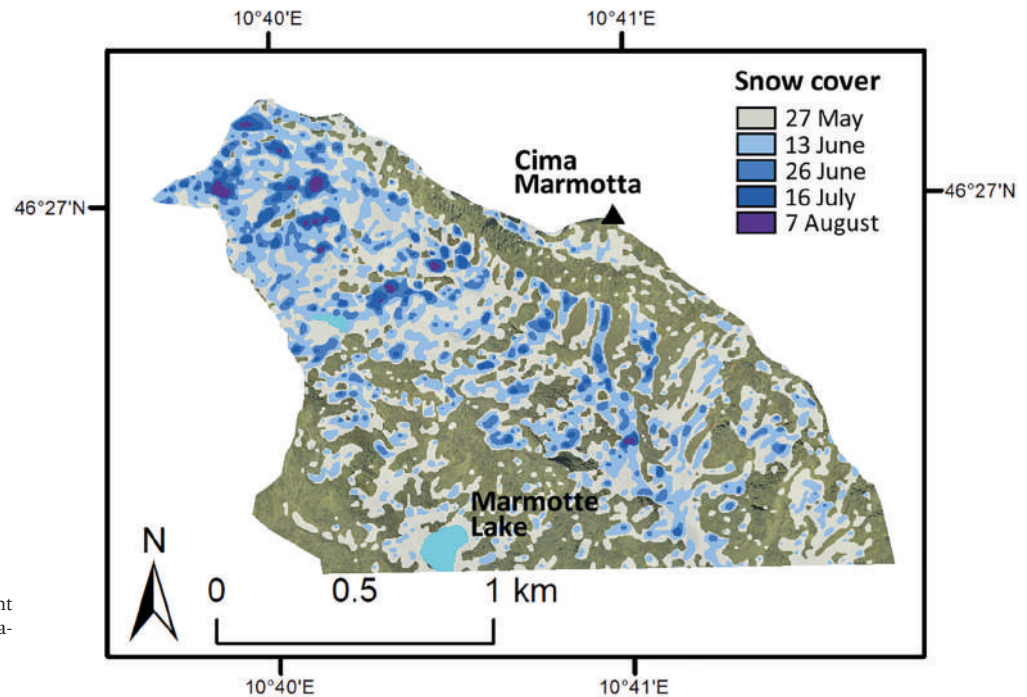 10°40'E
10°41'E
Snow cover
27 May
13 June
26 June
16 July
7 August
Cima
Marmotta
46°27'N
46°27'N
Marmotte
Lake
N
0 0.5 1 km
nt
a-
10°40'E
10°41'E